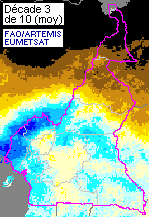 Décade 3
de 10 (moy)
FAO/ARTEMIS
EUMETSAT